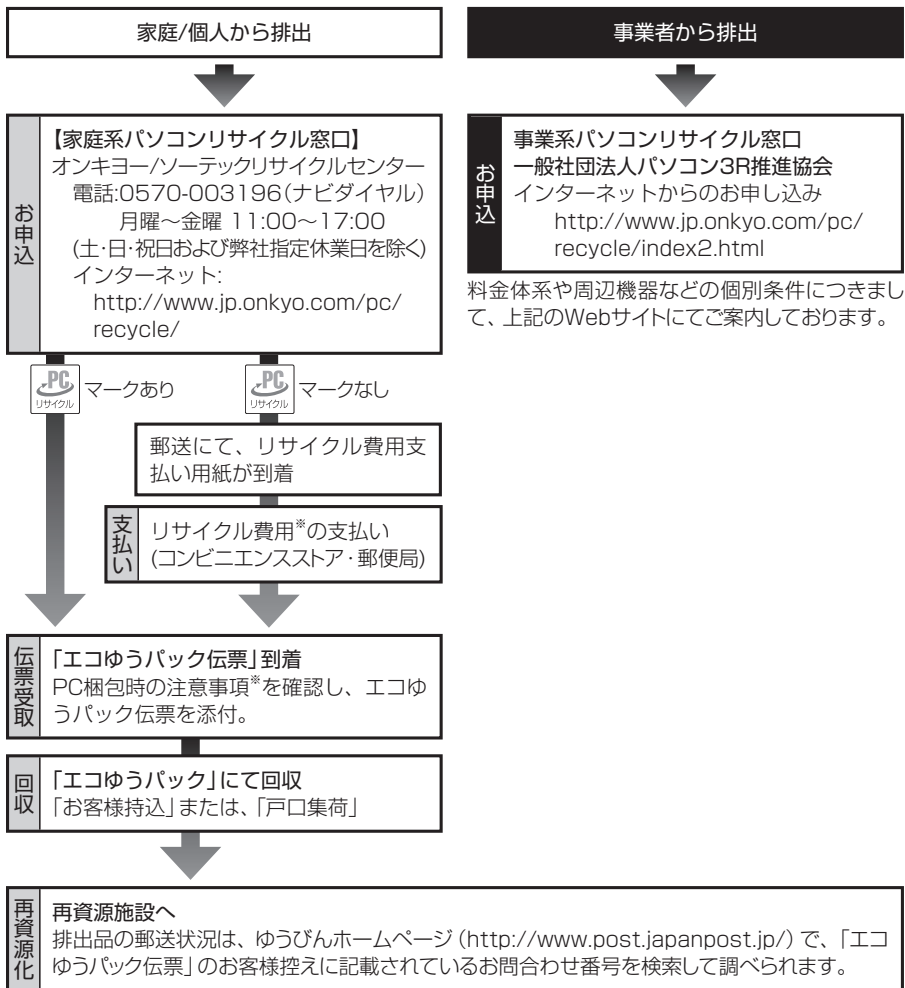 家庭/個人から排出
お申込
【家庭系パソコンリサイクル窓口】
オンキヨー/ソーテックリサイクルセンター
電話:0570-003196(ナビダイヤル)
月曜～金曜 11:00～17:00
(土・日・祝日および弊社指定休業日を除く)
インターネット:
http://www.jp.onkyo.com/pc/
recycle/
PC
リサイクル
マークあり
PC
リサイクル
マークなし
郵送にて、リサイクル費用支
払い用紙が到着
支払い
リサイクル費用※の支払い
(コンビニエンスストア・郵便局)
伝票受取
「エコゆうパック伝票」到着
PC梱包時の注意事項※を確認し、エコゆ
うパック伝票を添付。
回収
「エコゆうパック」にて回収
「お客様持込」または、「戸口集荷」
事業者から排出
お申込
事業系パソコンリサイクル窓口
一般社団法人パソコン3R推進協会
インターネットからのお申し込み
http://www.jp.onkyo.com/pc/
recycle/index2.html
料金体系や周辺機器などの個別条件につきまし
て、上記のWebサイトにてご案内しております。
再資源化
再資源施設へ
排出品の郵送状況は、ゆうびんホームページ(http://www.post.japanpost.jp/)で、「エコ
ゆうパック伝票」のお客様控えに記載されているお問合わせ番号を検索して調べられます。